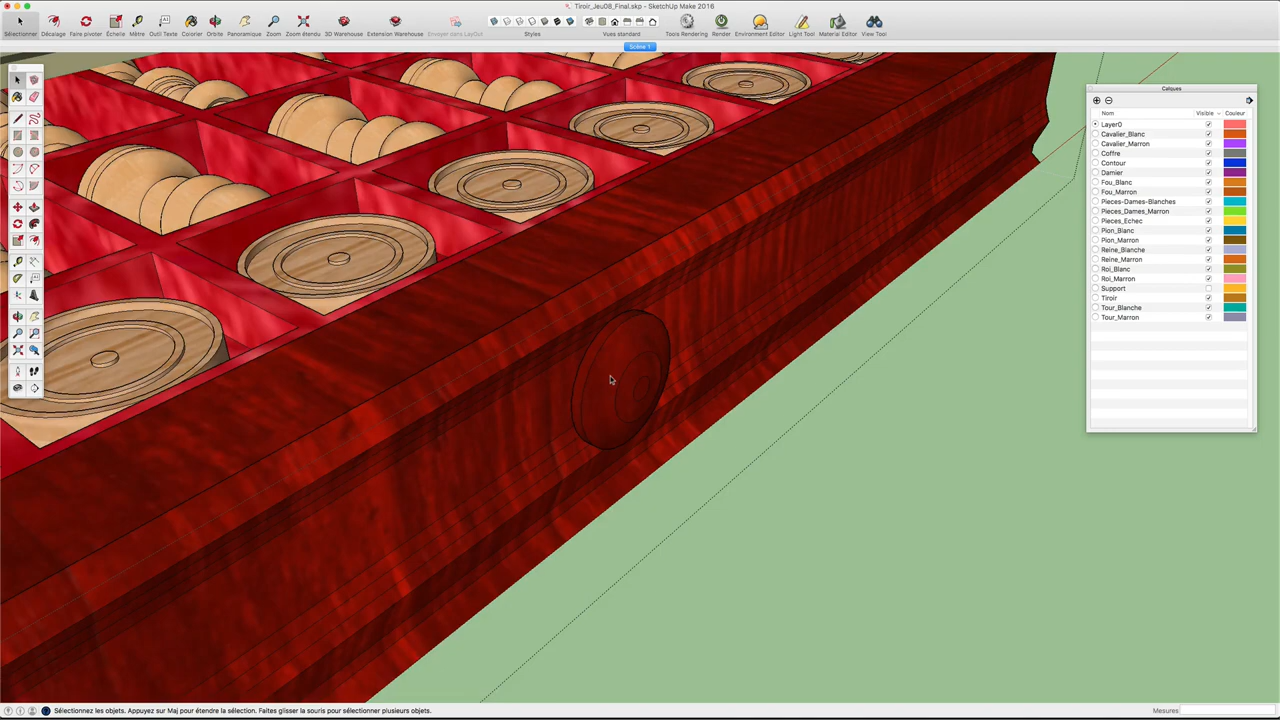 Tiroir_Jeu08_Final.skp - SketchUp Make 2016
Sélectionner Décalage Faire pivoter Échelle Mètre Outil Texte Colorier Orbite Panoramique Zoom Zoom étendu 3D Warehouse Extension Warehouse Envoyer dans LayOut Styles Vues standard Tools Rendering Render Environment Editor Light Tool Material Editor View Tool
Scène 1
Calques
Nom Visible Couleur
Layer0
Cavalier_Blanc
Cavalier_Marron
Coffre
Contour
Damier
Fou_Blanc
Fou_Marron
Pieces-Dames-Blanches
Pieces_Dames_Marron
Pieces_Echec
Pion_Blanc
Pion_Marron
Reine_Blanche
Reine_Marron
Roi_Blanc
Roi_Marron
Support
Tiroir
Tour_Blanche
Tour_Marron
Sélectionnez les objets. Appuyez sur Maj pour étendre la sélection. Faites glisser la souris pour sélectionner plusieurs objets. Mesures